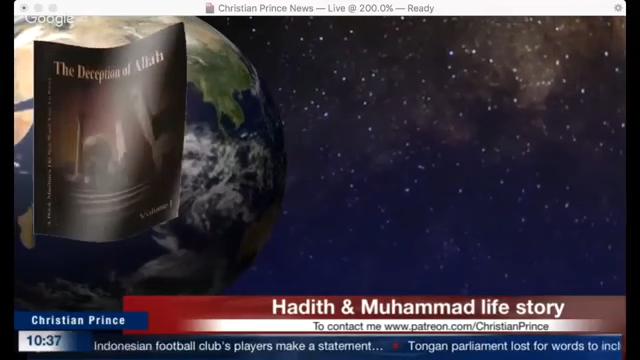 Christian Prince News — Live @ 200.0% — Ready
Google
The Deception of Allah
Volume I
Hadith & Muhammad life story
Christian Prince
To contact me www.patreon.com/ChristianPrince
10:37
Indonesian football club's players make a statement... Tongan parliament lost for words to incl